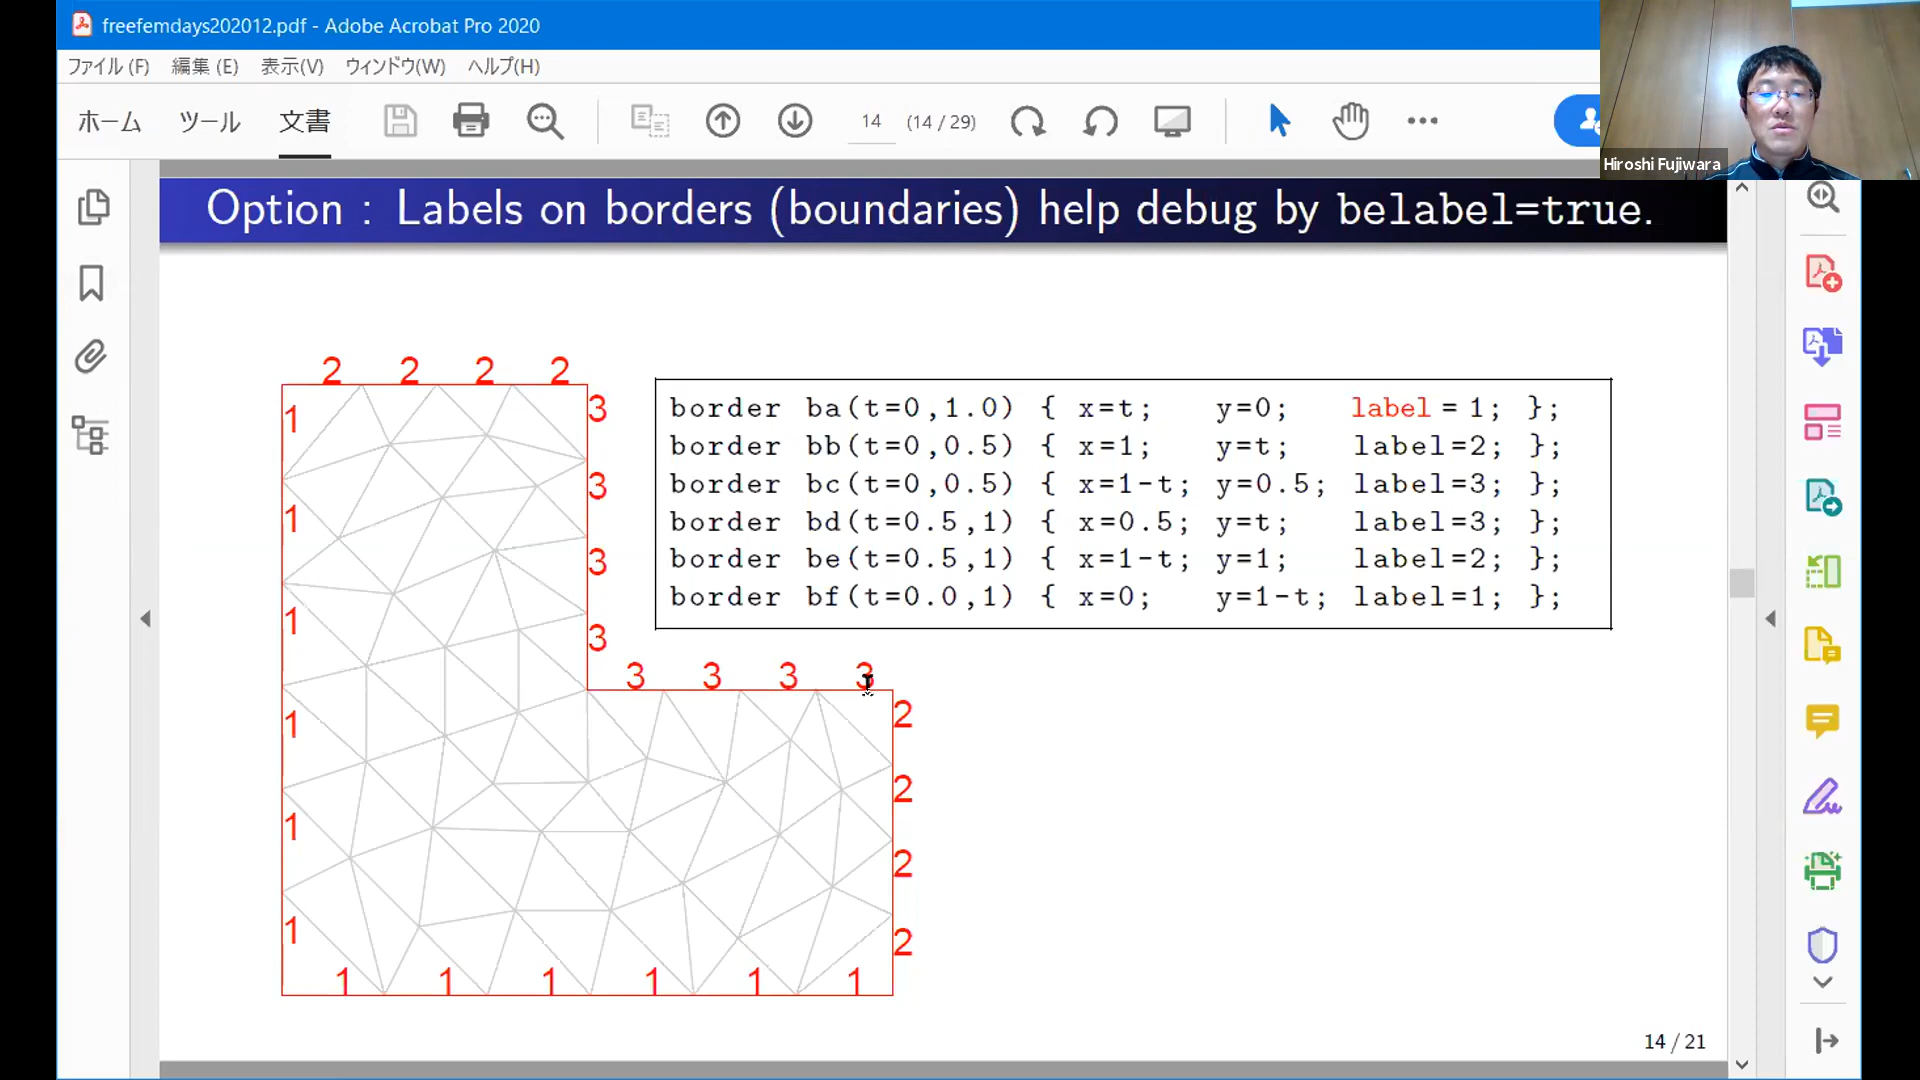 freefemdays202012.pdf - Adobe Acrobat Pro 2020
ファイル (F) 編集 (E) 表示(V) ウィンドウ(W) ヘルプ(H)
ホーム ツール 文書 14 (14 / 29)
Hiroshi Fujiwara
Option : Labels on borders (boundaries) help debug by belabel=true.
2 2 2 2
1 3
1 3
1 3
1 3
1 3 3 3 3
1 2
2
2
2
1 1 1 1 1 1
border ba(t=0,1.0) { x=t; y=0; label = 1; };
border bb(t=0,0.5) { x=1; y=t; label=2; };
border bc(t=0,0.5) { x=1-t; y=0.5; label=3; };
border bd(t=0.5,1) { x=0.5; y=t; label=3; };
border be(t=0.5,1) { x=1-t; y=1; label=2; };
border bf(t=0.0,1) { x=0; y=1-t; label=1; };
14 / 21